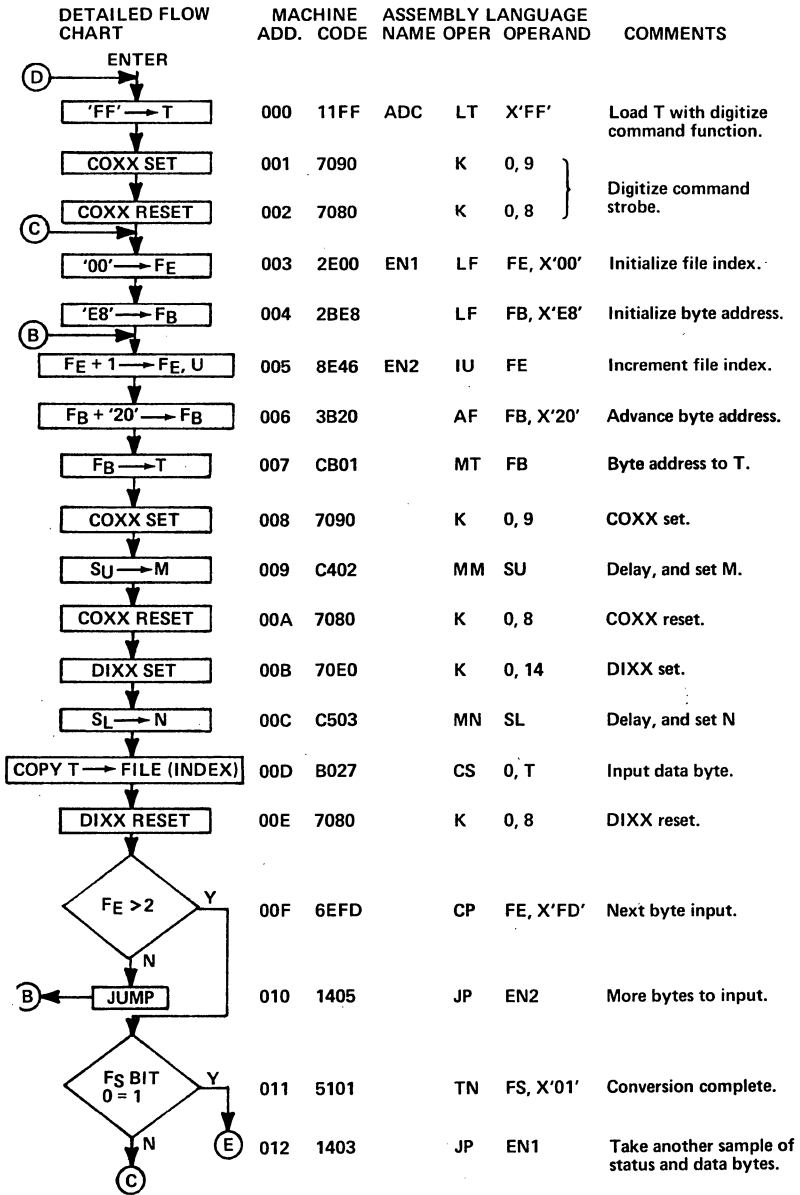 DETAILED FLOW CHART MACHINE ADD. CODE ASSEMBLY LANGUAGE NAME OPER OPERAND COMMENTS
ENTER
D
'FF' → T 000 11FF ADC LT X'FF' Load T with digitize command function.
COXX SET 001 7090 K 0, 9
Digitize command strobe.
COXX RESET 002 7080 K 0, 8
C
'00' → FE 003 2E00 EN1 LF FE, X'00' Initialize file index.
'E8' → FB 004 2BE8 LF FB, X'E8' Initialize byte address.
B
FE + 1 → FE, U 005 8E46 EN2 IU FE Increment file index.
FB + '20' → FB 006 3B20 AF FB, X'20' Advance byte address.
FB → T 007 CB01 MT FB Byte address to T.
COXX SET 008 7090 K 0, 9 COXX set.
SU → M 009 C402 MM SU Delay, and set M.
COXX RESET 00A 7080 K 0, 8 COXX reset.
DIXX SET 00B 70E0 K 0, 14 DIXX set.
SL → N 00C C503 MN SL Delay, and set N
COPY T → FILE (INDEX) 00D B027 CS 0, T Input data byte.
DIXX RESET 00E 7080 K 0, 8 DIXX reset.
FE >2 Y 00F 6EFD CP FE, X'FD' Next byte input.
N
B JUMP 010 1405 JP EN2 More bytes to input.
FS BIT 0 = 1 Y 011 5101 TN FS, X'01' Conversion complete.
N E 012 1403 JP EN1 Take another sample of status and data bytes.
C